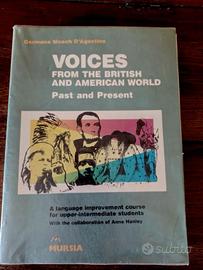 Germana Moech D'Agostino
VOICES
FROM THE BRITISH
AND AMERICAN WORLD
Past and Present
A language improvement course
for upper-intermediate students
With the collaboration of Anne Hanley
M
MURSIA
subito